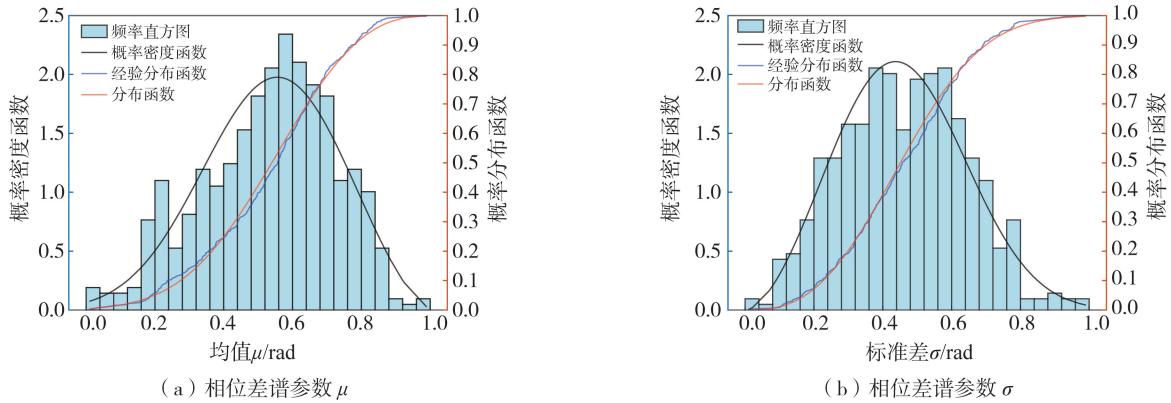 2.5
2.0
1.5
1.0
0.5
0.0
概率密度函数
频率直方图
概率密度函数
经验分布函数
分布函数
1.0
0.9
0.8
0.7
0.6
0.5
0.4
0.3
0.2
0.1
0.0
概率分布函数
0.0 0.2 0.4 0.6 0.8 1.0
均值μ/rad
（a）相位差谱参数 μ
2.5
2.0
1.5
1.0
0.5
0.0
概率密度函数
频率直方图
概率密度函数
经验分布函数
分布函数
1.0
0.9
0.8
0.7
0.6
0.5
0.4
0.3
0.2
0.1
0.0
概率分布函数
0.0 0.2 0.4 0.6 0.8 1.0
标准差σ/rad
（b）相位差谱参数 σ